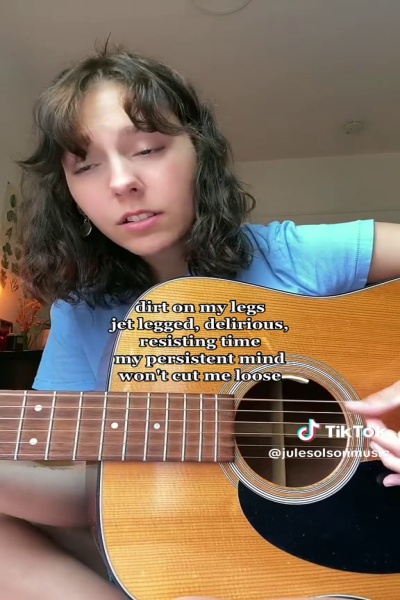 dirt on my legs
jet legged, delirious,
resisting time
my persistent mind
won't cut me loose
TikTok
@julesolsonmusic